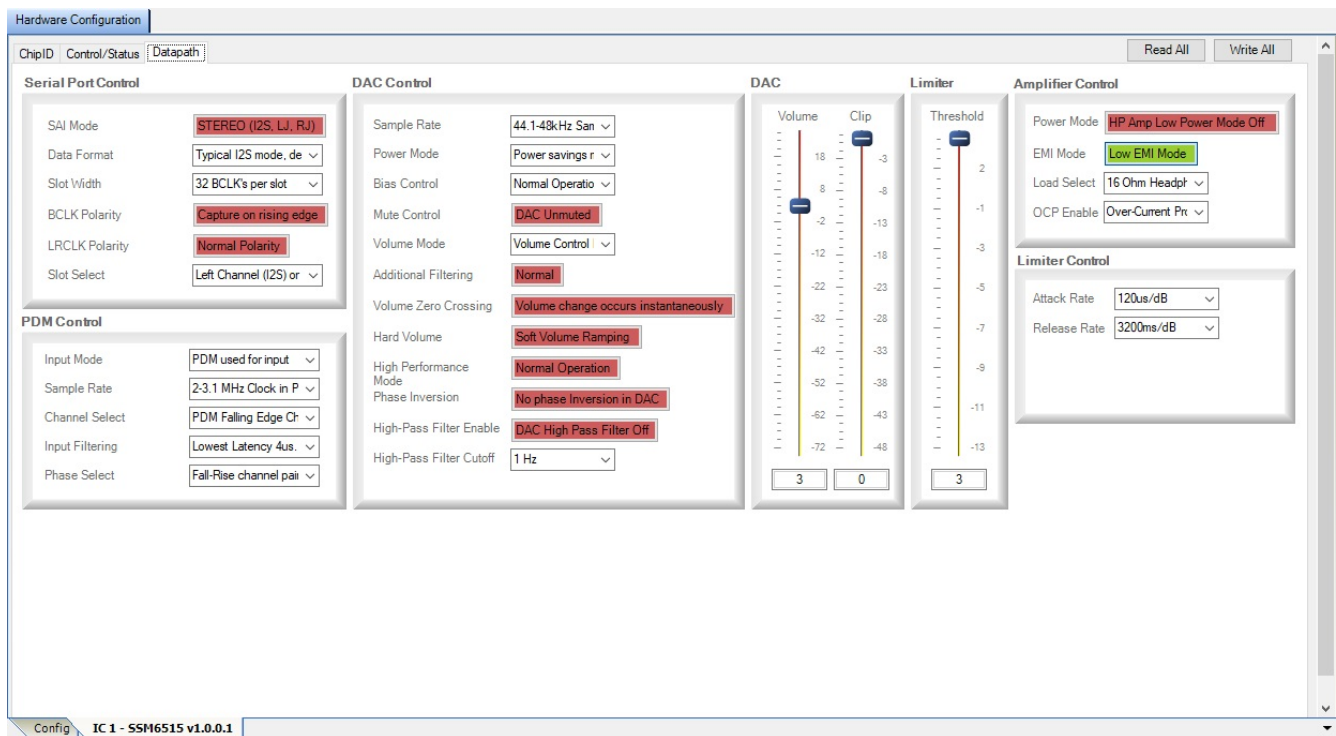 Hardware Configuration
ChipID Control/Status Datapath
Read All Write All
Serial Port Control
SAI Mode STEREO (I2S, LJ, RJ)
Data Format Typical I2S mode, de
Slot Width 32 BCLK's per slot
BCLK Polarity Capture on rising edge
LRCLK Polarity Normal Polarity
Slot Select Left Channel (I2S) or
PDM Control
Input Mode PDM used for input
Sample Rate 2-3.1 MHz Clock in P
Channel Select PDM Falling Edge Ch
Input Filtering Lowest Latency 4us.
Phase Select Fall-Rise channel pai
DAC Control
Sample Rate 44.1-48kHz San
Power Mode Power savings r
Bias Control Normal Operatio
Mute Control DAC Unmuted
Volume Mode Volume Control
Additional Filtering Normal
Volume Zero Crossing Volume change occurs instantaneously
Hard Volume Soft Volume Ramping
High Performance
Mode
Normal Operation
Phase Inversion No phase Inversion in DAC
High-Pass Filter Enable DAC High Pass Filter Off
High-Pass Filter Cutoff 1 Hz
DAC
Volume Clip
18 -3
8 -8
-2 -13
-12 -18
-22 -23
-32 -28
-42 -33
-52 -38
-62 -43
-72 -48
3 0
Limiter
Threshold
2
-1
-3
-5
-7
-9
-11
-13
3
Amplifier Control
Power Mode HP Amp Low Power Mode Off
EMI Mode Low EMI Mode
Load Select 16 Ohm Headph
OCP Enable Over-Current Pro
Limiter Control
Attack Rate 120us/dB
Release Rate 3200ms/dB
Config IC 1 - SSM6515 v1.0.0.1